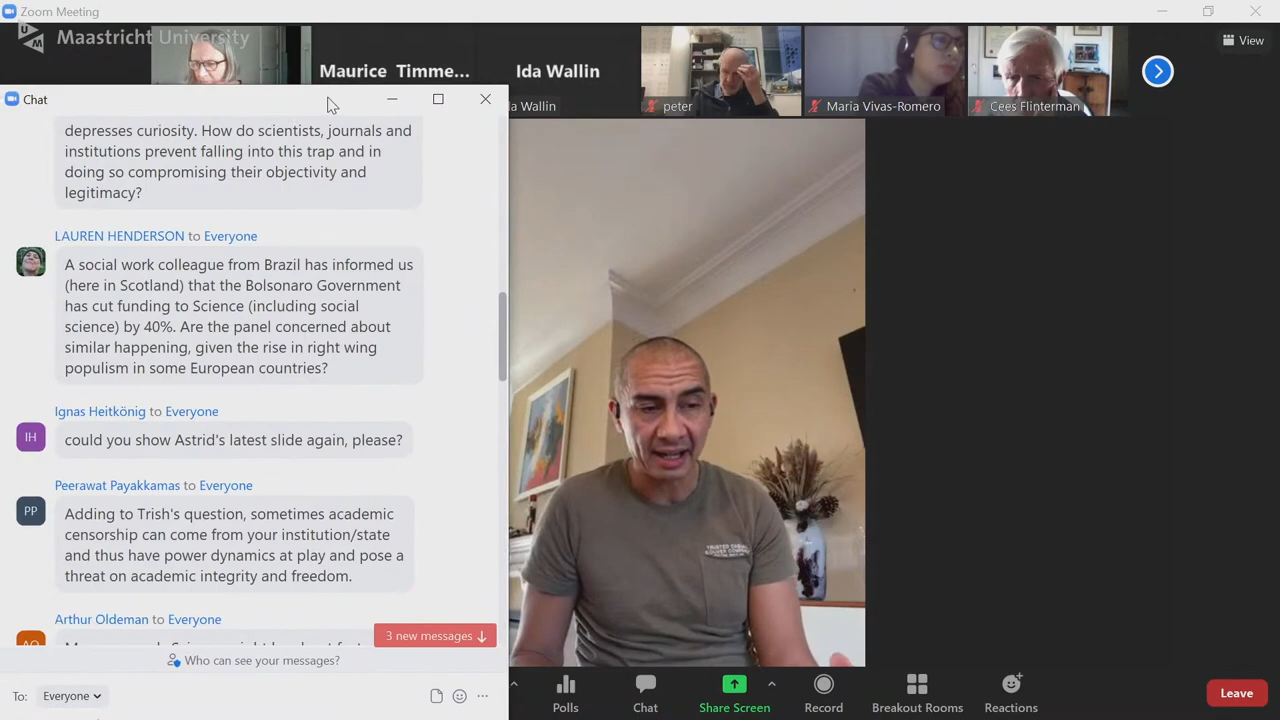 Zoom Meeting
Maastricht University
View
Maurice Timme...
Ida Wallin
da Wallin
peter
Maria Vivas-Romero
Cees Flinterman
Chat
depresses curiosity. How do scientists, journals and
institutions prevent falling into this trap and in
doing so compromising their objectivity and
legitimacy?
LAUREN HENDERSON to Everyone
A social work colleague from Brazil has informed us
(here in Scotland) that the Bolsonaro Government
has cut funding to Science (including social
science) by 40%. Are the panel concerned about
similar happening, given the rise in right wing
populism in some European countries?
Ignas Heitkönig to Everyone
IH
could you show Astrid's latest slide again, please?
Peerawat Payakkamas to Everyone
PP
Adding to Trish's question, sometimes academic
censorship can come from your institution/state
and thus have power dynamics at play and pose a
threat on academic integrity and freedom.
Arthur Oldeman to Everyone
3 new messages
Who can see your messages?
To: Everyone
Polls
Chat
Share Screen
Record
Breakout Rooms
Reactions
Leave